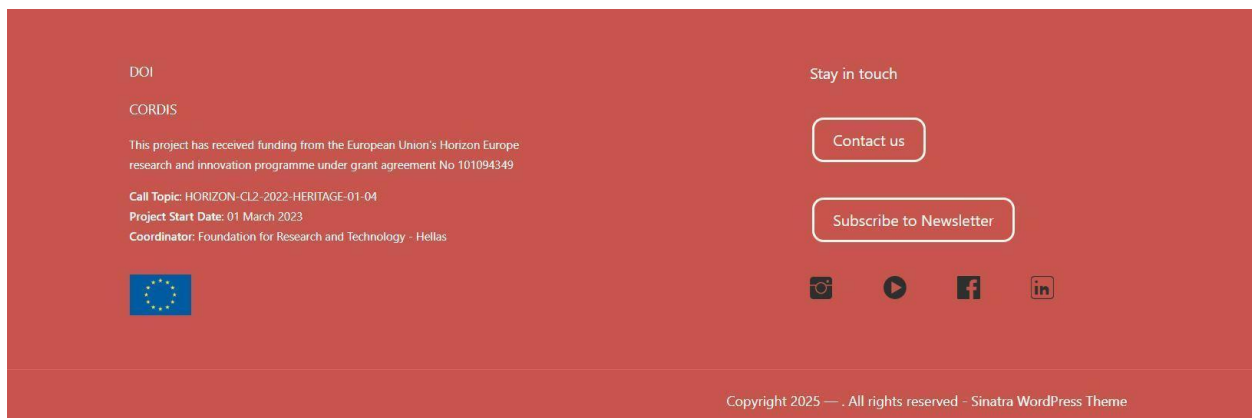 DOI
CORDIS
This project has received funding from the European Union's Horizon Europe
research and innovation programme under grant agreement No 101094349
Call Topic: HORIZON-CL2-2022-HERITAGE-01-04
Project Start Date: 01 March 2023
Coordinator: Foundation for Research and Technology - Hellas
Stay in touch
Contact us
Subscribe to Newsletter
in
Copyright 2025 — . All rights reserved - Sinatra WordPress Theme